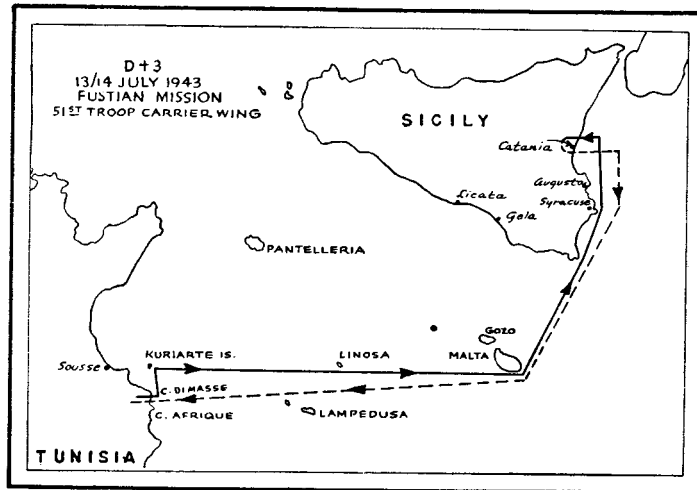 D+3
13/14 JULY 1943
FUSTIAN MISSION
51ST TROOP CARRIER WING
SICILY
Catania
Augusta
Syracuse
Licata
Gela
PANTELLERIA
GOZO
MALTA
KURIARTE IS.
LINOSA
Sousse
C. DIMASSE
C. AFRIQUE
LAMPEDUSA
TUNISIA